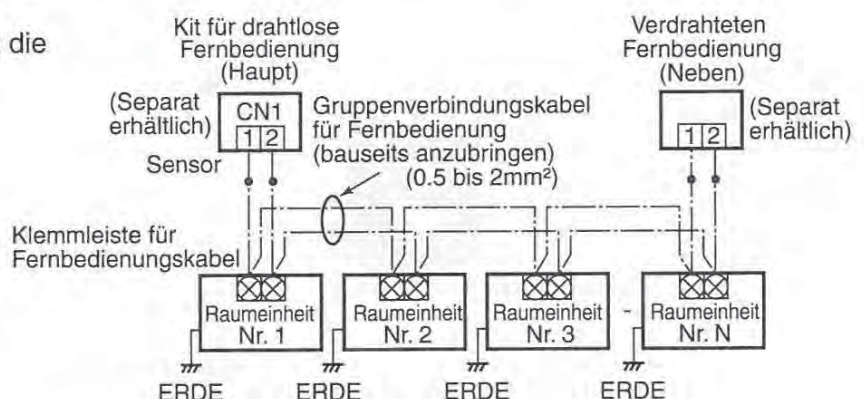 die
Kit für drahtlose
Fernbedienung
(Haupt)
(Separat
erhältlich)
CN1
1 2
Sensor
Gruppenverbindungskabel
für Fernbedienung
(bauseits anzubringen)
(0.5 bis 2mm²)
Verdrahteten
Fernbedienung
(Neben)
1 2
(Separat
erhältlich)
Klemmleiste für
Fernbedienungskabel
Raumeinheit
Nr. 1
Raumeinheit
Nr. 2
Raumeinheit
Nr. 3
Raumeinheit
Nr. N
ERDE
ERDE
ERDE
ERDE